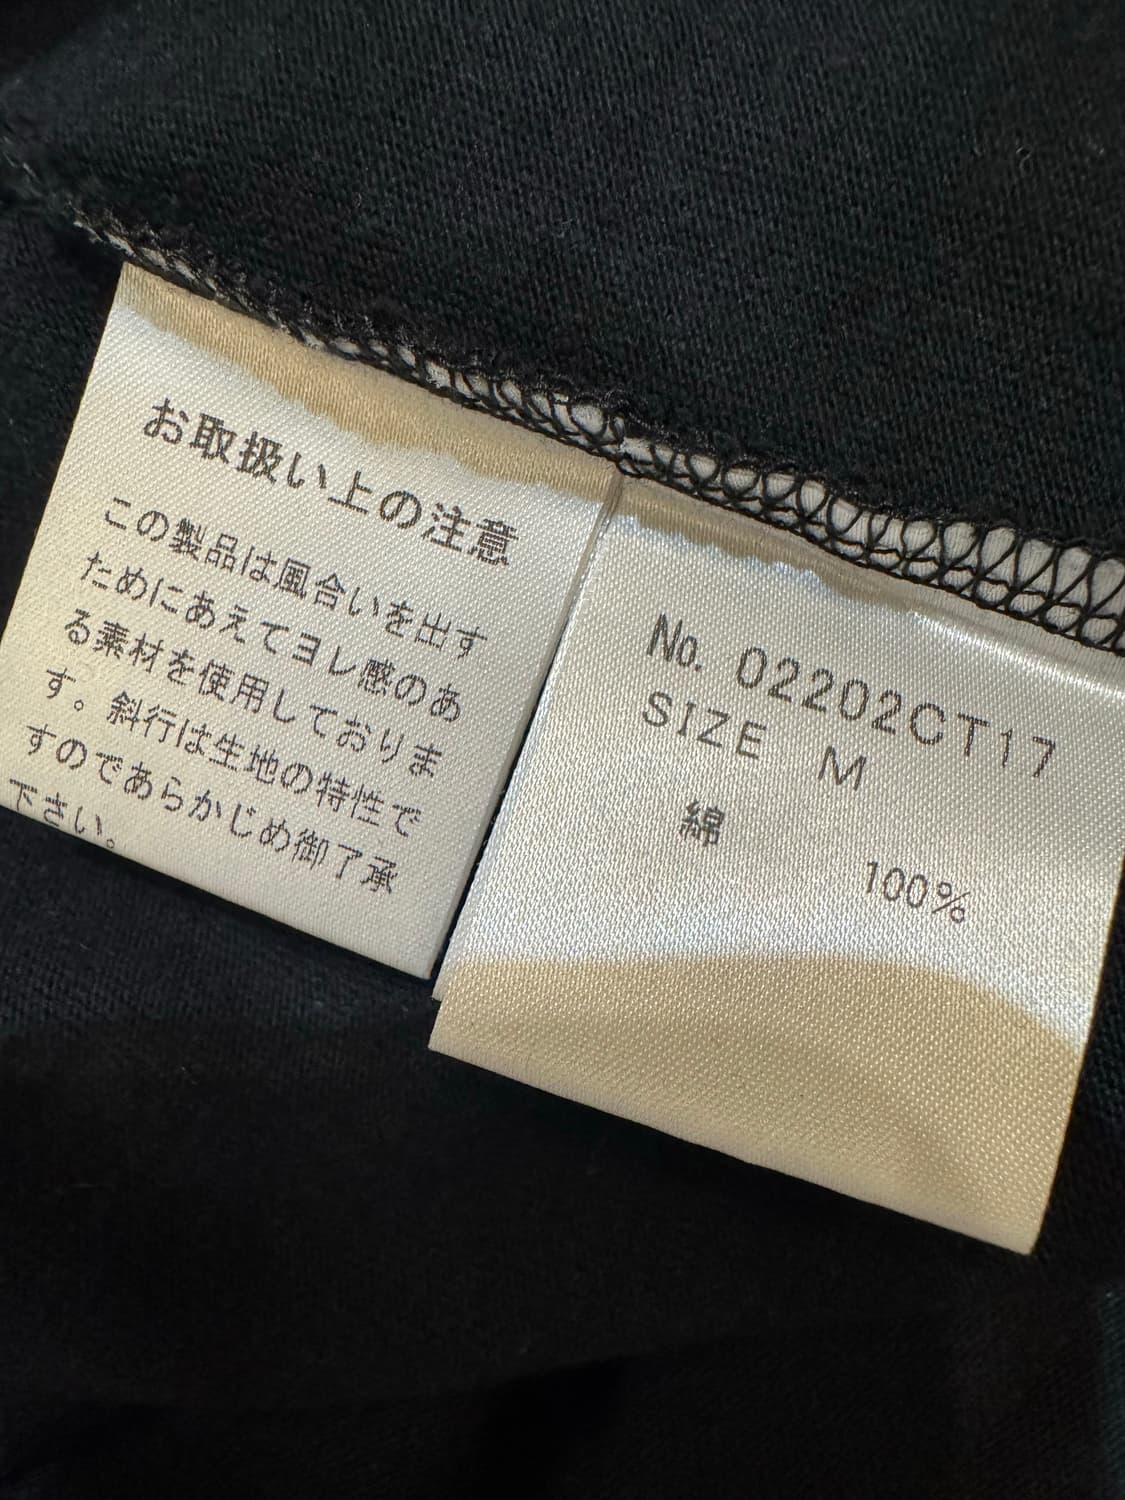 お取扱い上の注意
この製品は風合いを出す
ためにあえてヨレ感のあ
る素材を使用しておりま
す。斜行は生地の特性で
すのであらかじめ御了承
下さい。
No. 02202CT17
SIZE M
綿 100%